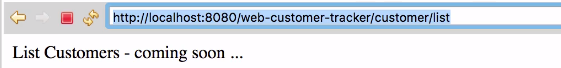 http://localhost:8080/web-customer-tracker/customer/list
List Customers - coming soon ...